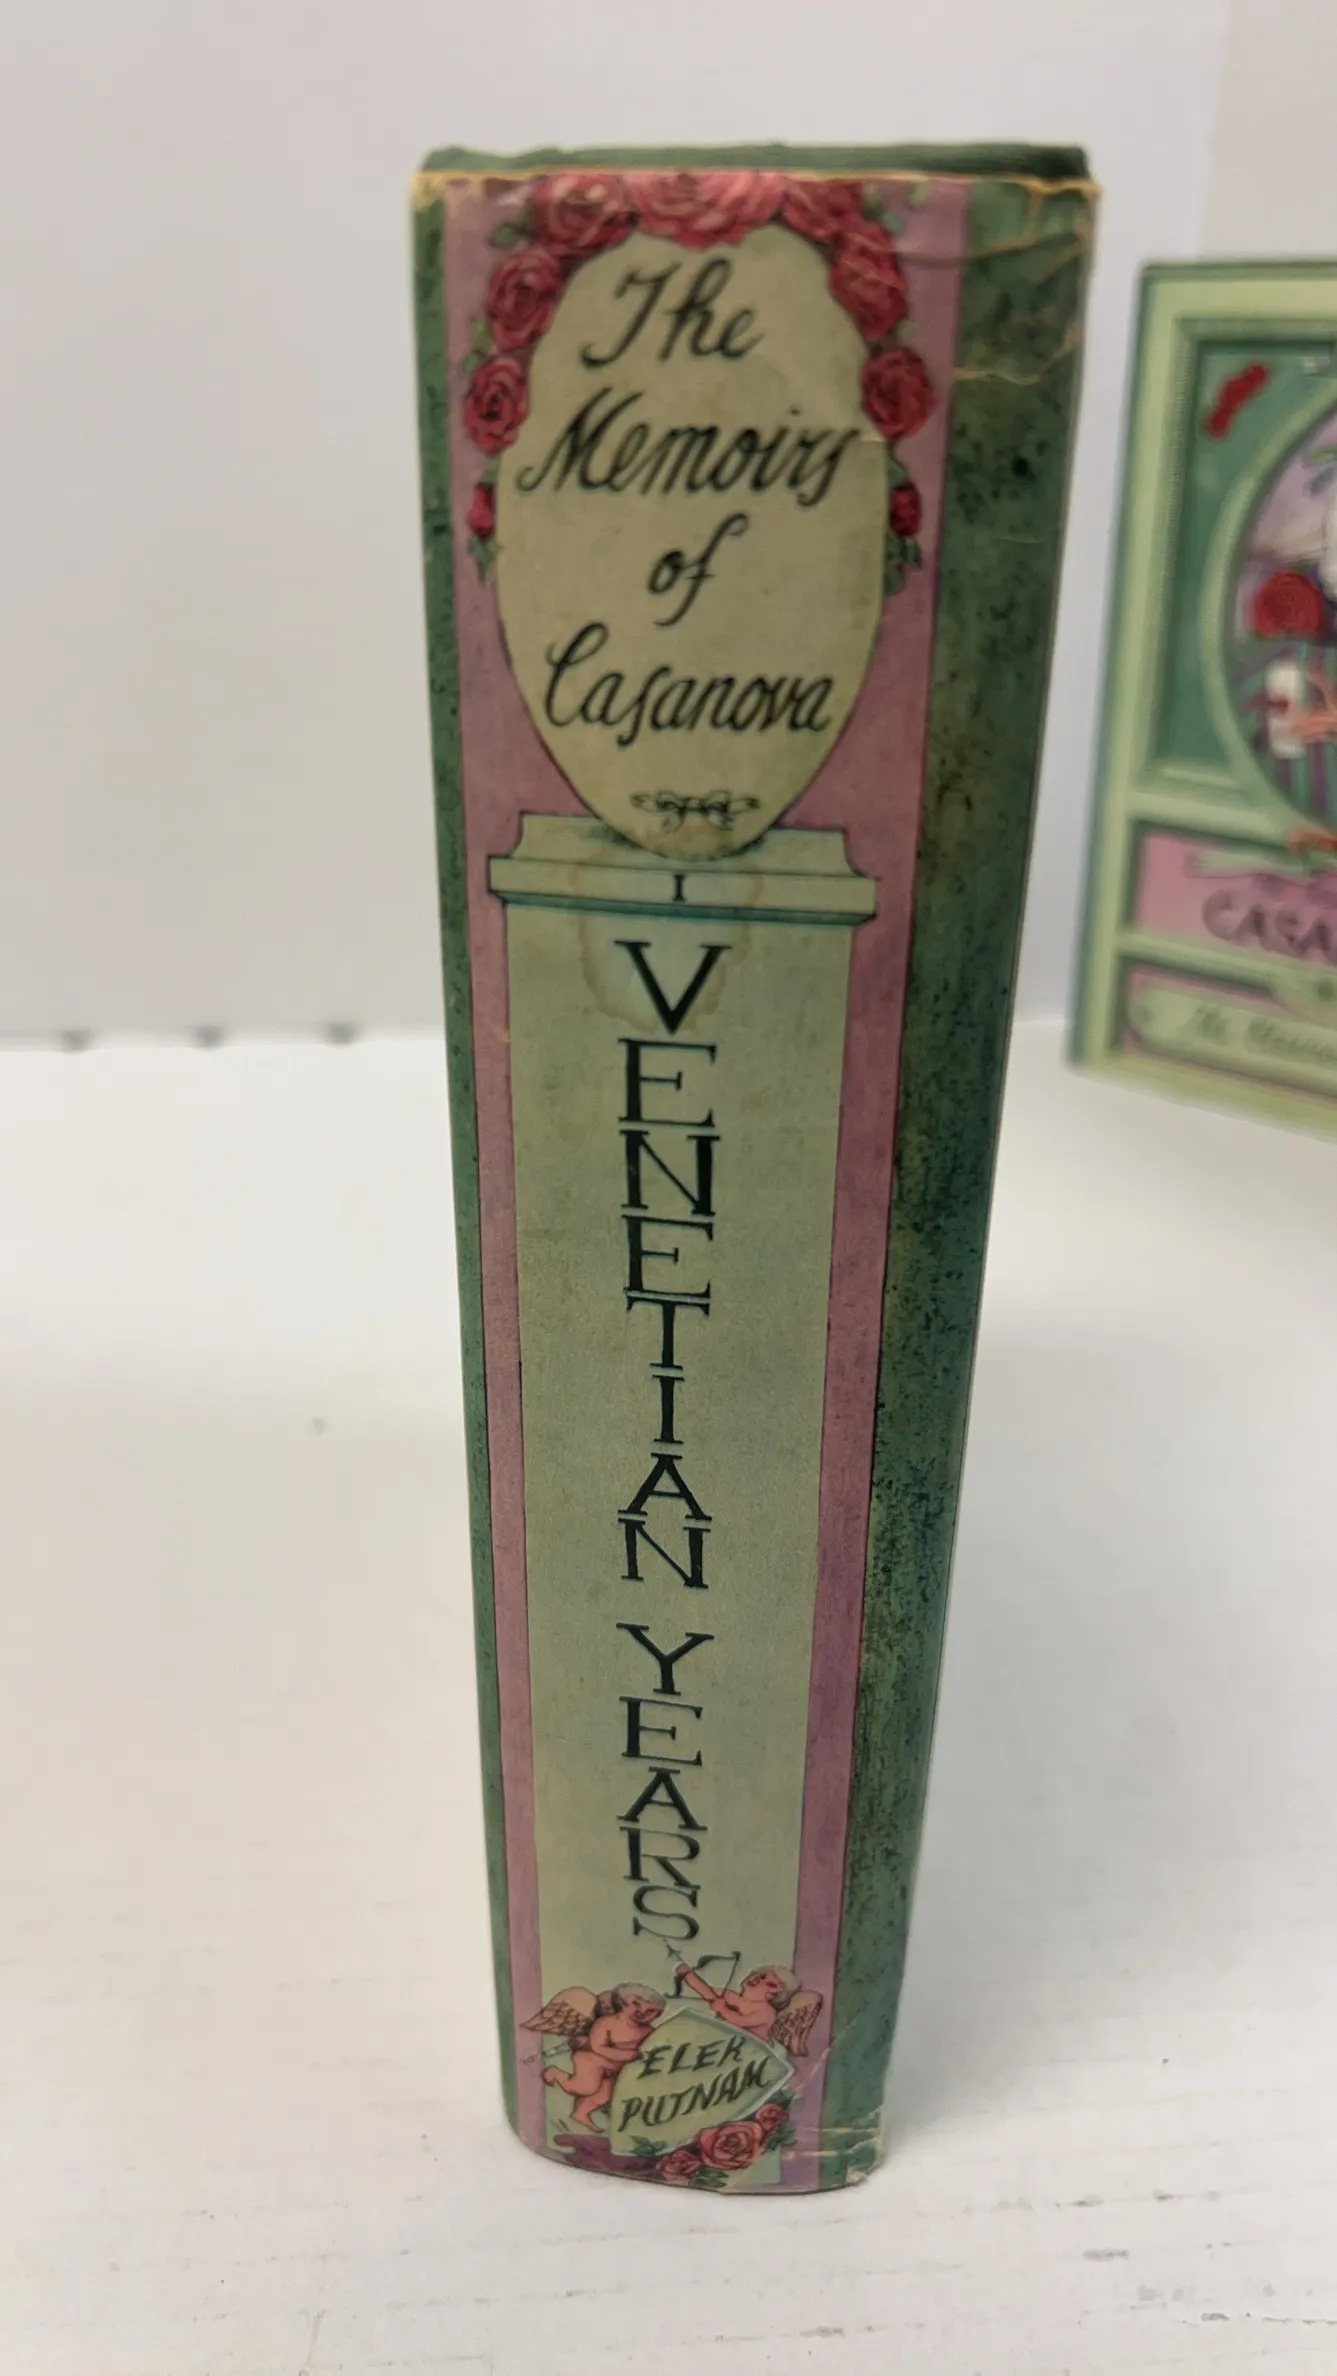 The
Memoirs
of
Casanova
I
VENETIAN YEARS
ELEK
PUTNAM
CASA